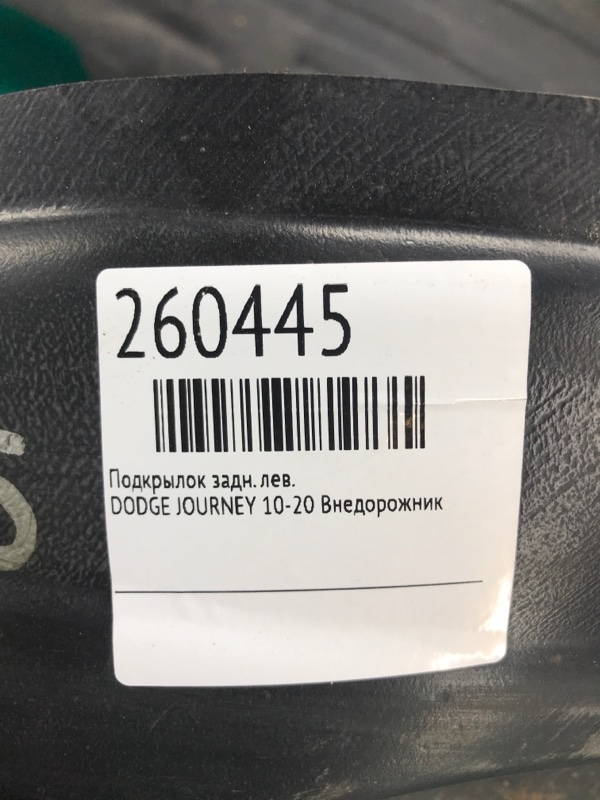 260445
Подкрылок задн. лев.
DODGE JOURNEY 10-20 Внедорожник